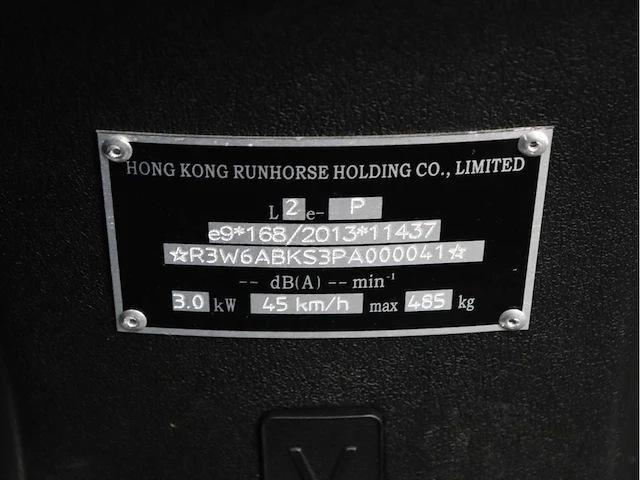 HONG KONG RUNHORSE HOLDING CO., LIMITED
L 2 e- P
e9*168/2013*11437
☆R3W6ABKS3PA000041☆
-- dB(A) -- min⁻¹
3.0 kW 45 km/h max 485 kg